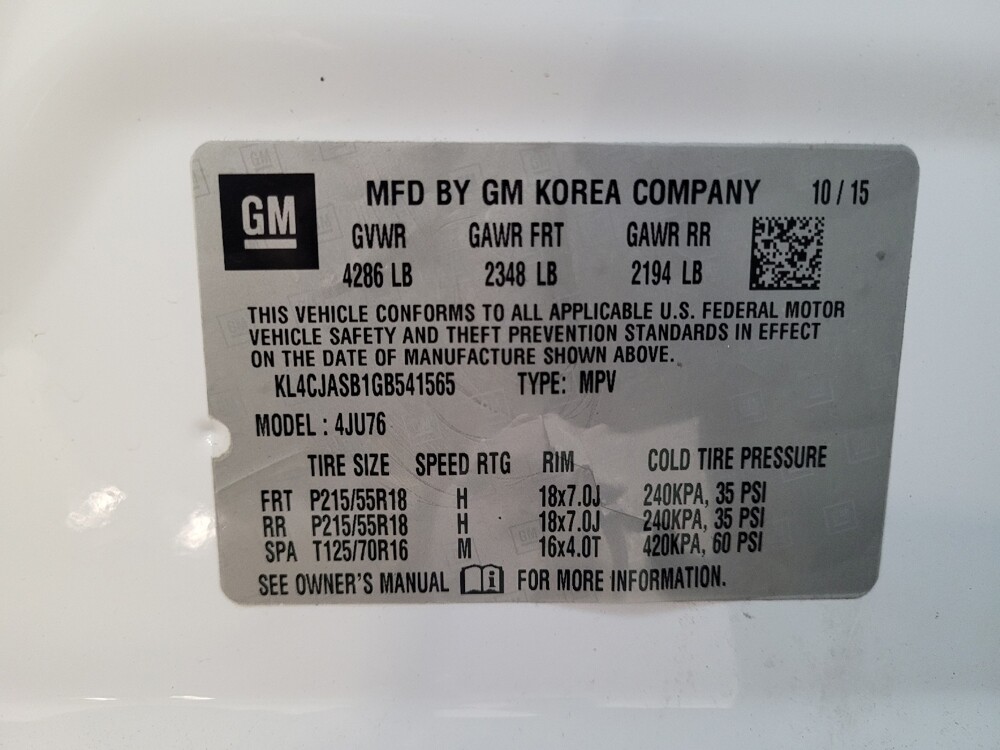 GM
MFD BY GM KOREA COMPANY 10 / 15
GVWR GAWR FRT GAWR RR
4286 LB 2348 LB 2194 LB
THIS VEHICLE CONFORMS TO ALL APPLICABLE U.S. FEDERAL MOTOR
VEHICLE SAFETY AND THEFT PREVENTION STANDARDS IN EFFECT
ON THE DATE OF MANUFACTURE SHOWN ABOVE.
KL4CJASB1GB541565 TYPE: MPV
MODEL : 4JU76
TIRE SIZE SPEED RTG RIM COLD TIRE PRESSURE
FRT P215/55R18 H 18x7.0J 240KPA, 35 PSI
RR P215/55R18 H 18x7.0J 240KPA, 35 PSI
SPA T125/70R16 M 16x4.0T 420KPA, 60 PSI
SEE OWNER'S MANUAL i FOR MORE INFORMATION.